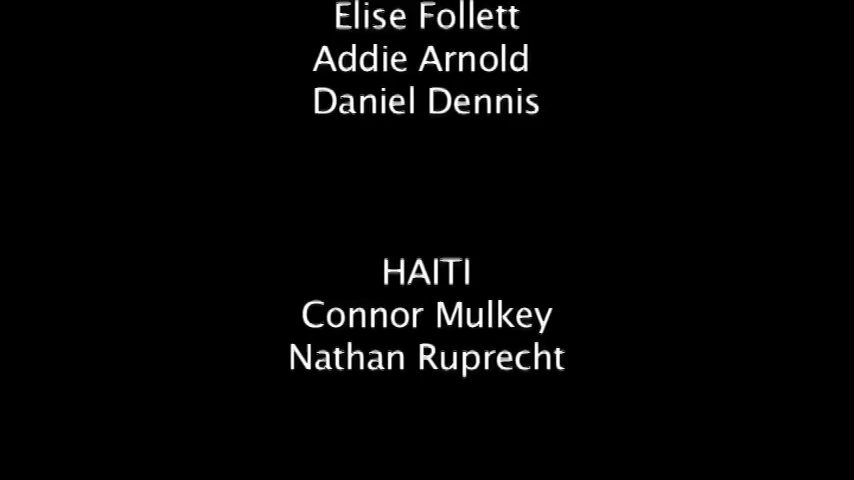 Elise Follett
Addie Arnold
Daniel Dennis
HAITI
Connor Mulkey
Nathan Ruprecht